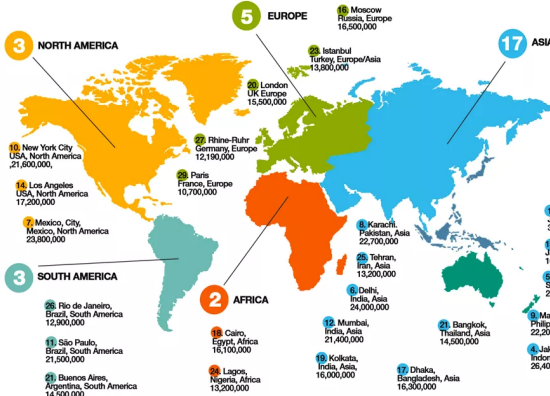 3 NORTH AMERICA
5 EUROPE
17
16. Moscow
Russia, Europe
16,500,000
23. Istanbul
Turkey, Europe/Asia
13,800,000
20. London
UK Europe
15,500,000
27. Rhine-Ruhr
Germany, Europe
12,190,000
29. Paris
France, Europe
10,700,000
10. New York City
USA, North America
,21,600,000,
14. Los Angeles
USA, North America
17,200,000
7. Mexico, City,
Mexico, North America
23,800,000
3 SOUTH AMERICA
26. Rio de Janeiro,
Brazil, South America
12,900,000
11. São Paulo,
Brazil, South America
21,500,000
21. Buenos Aires,
Argentina, South America
14,500,000
2 AFRICA
18. Cairo,
Egypt, Africa
16,100,000
24. Lagos,
Nigeria, Africa
13,200,000
8. Karachi.
Pakistan, Asia
22,700,000
25. Tehran,
Iran, Asia
13,200,000
6. Delhi,
India, Asia
24,000,000
12. Mumbai,
India, Asia
21,400,000
19. Kolkata,
India, Asia,
16,000,000
21. Bangkok,
Thailand, Asia
14,500,000
17. Dhaka,
Bangladesh, Asia
16,300,000